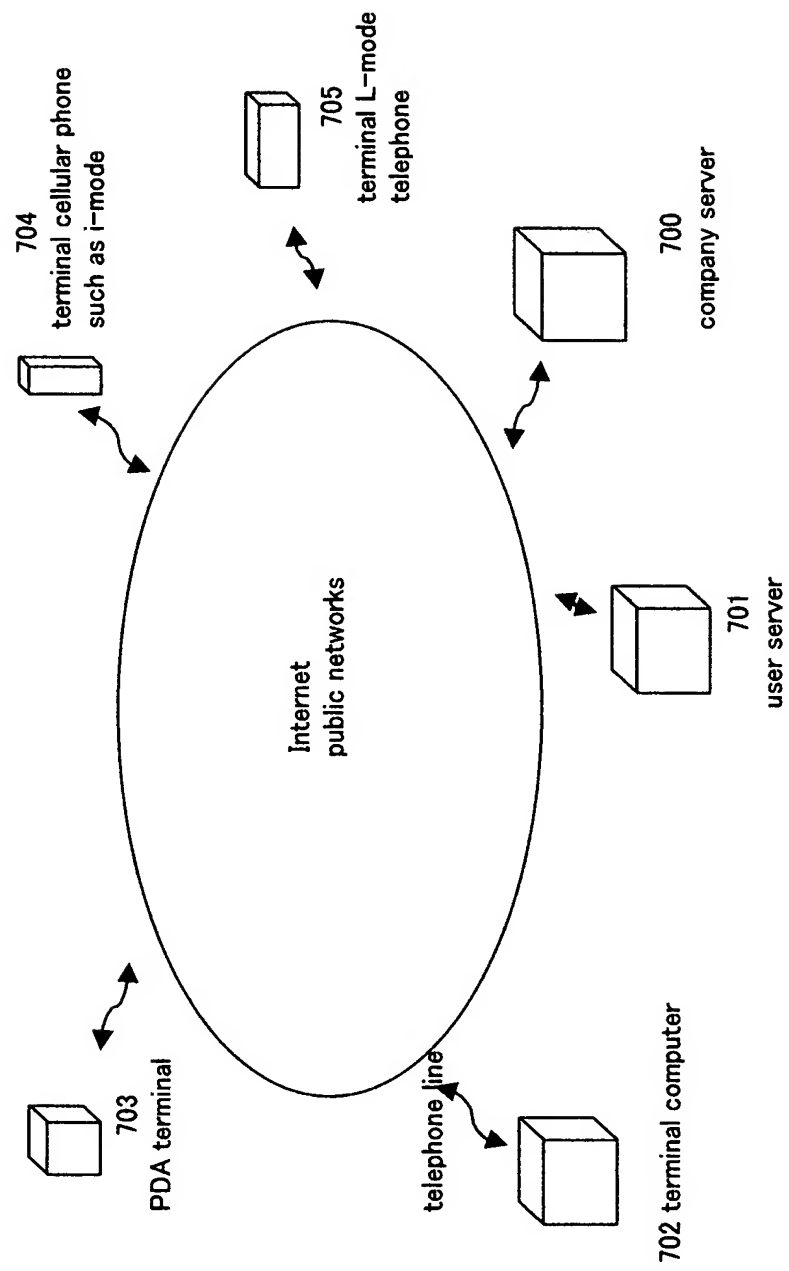 703
PDA terminal
704
terminal cellular phone
such as i-mode
705
terminal L-mode
telephone
Internet
public networks
telephone line
702 terminal computer
701
user server
700
company server